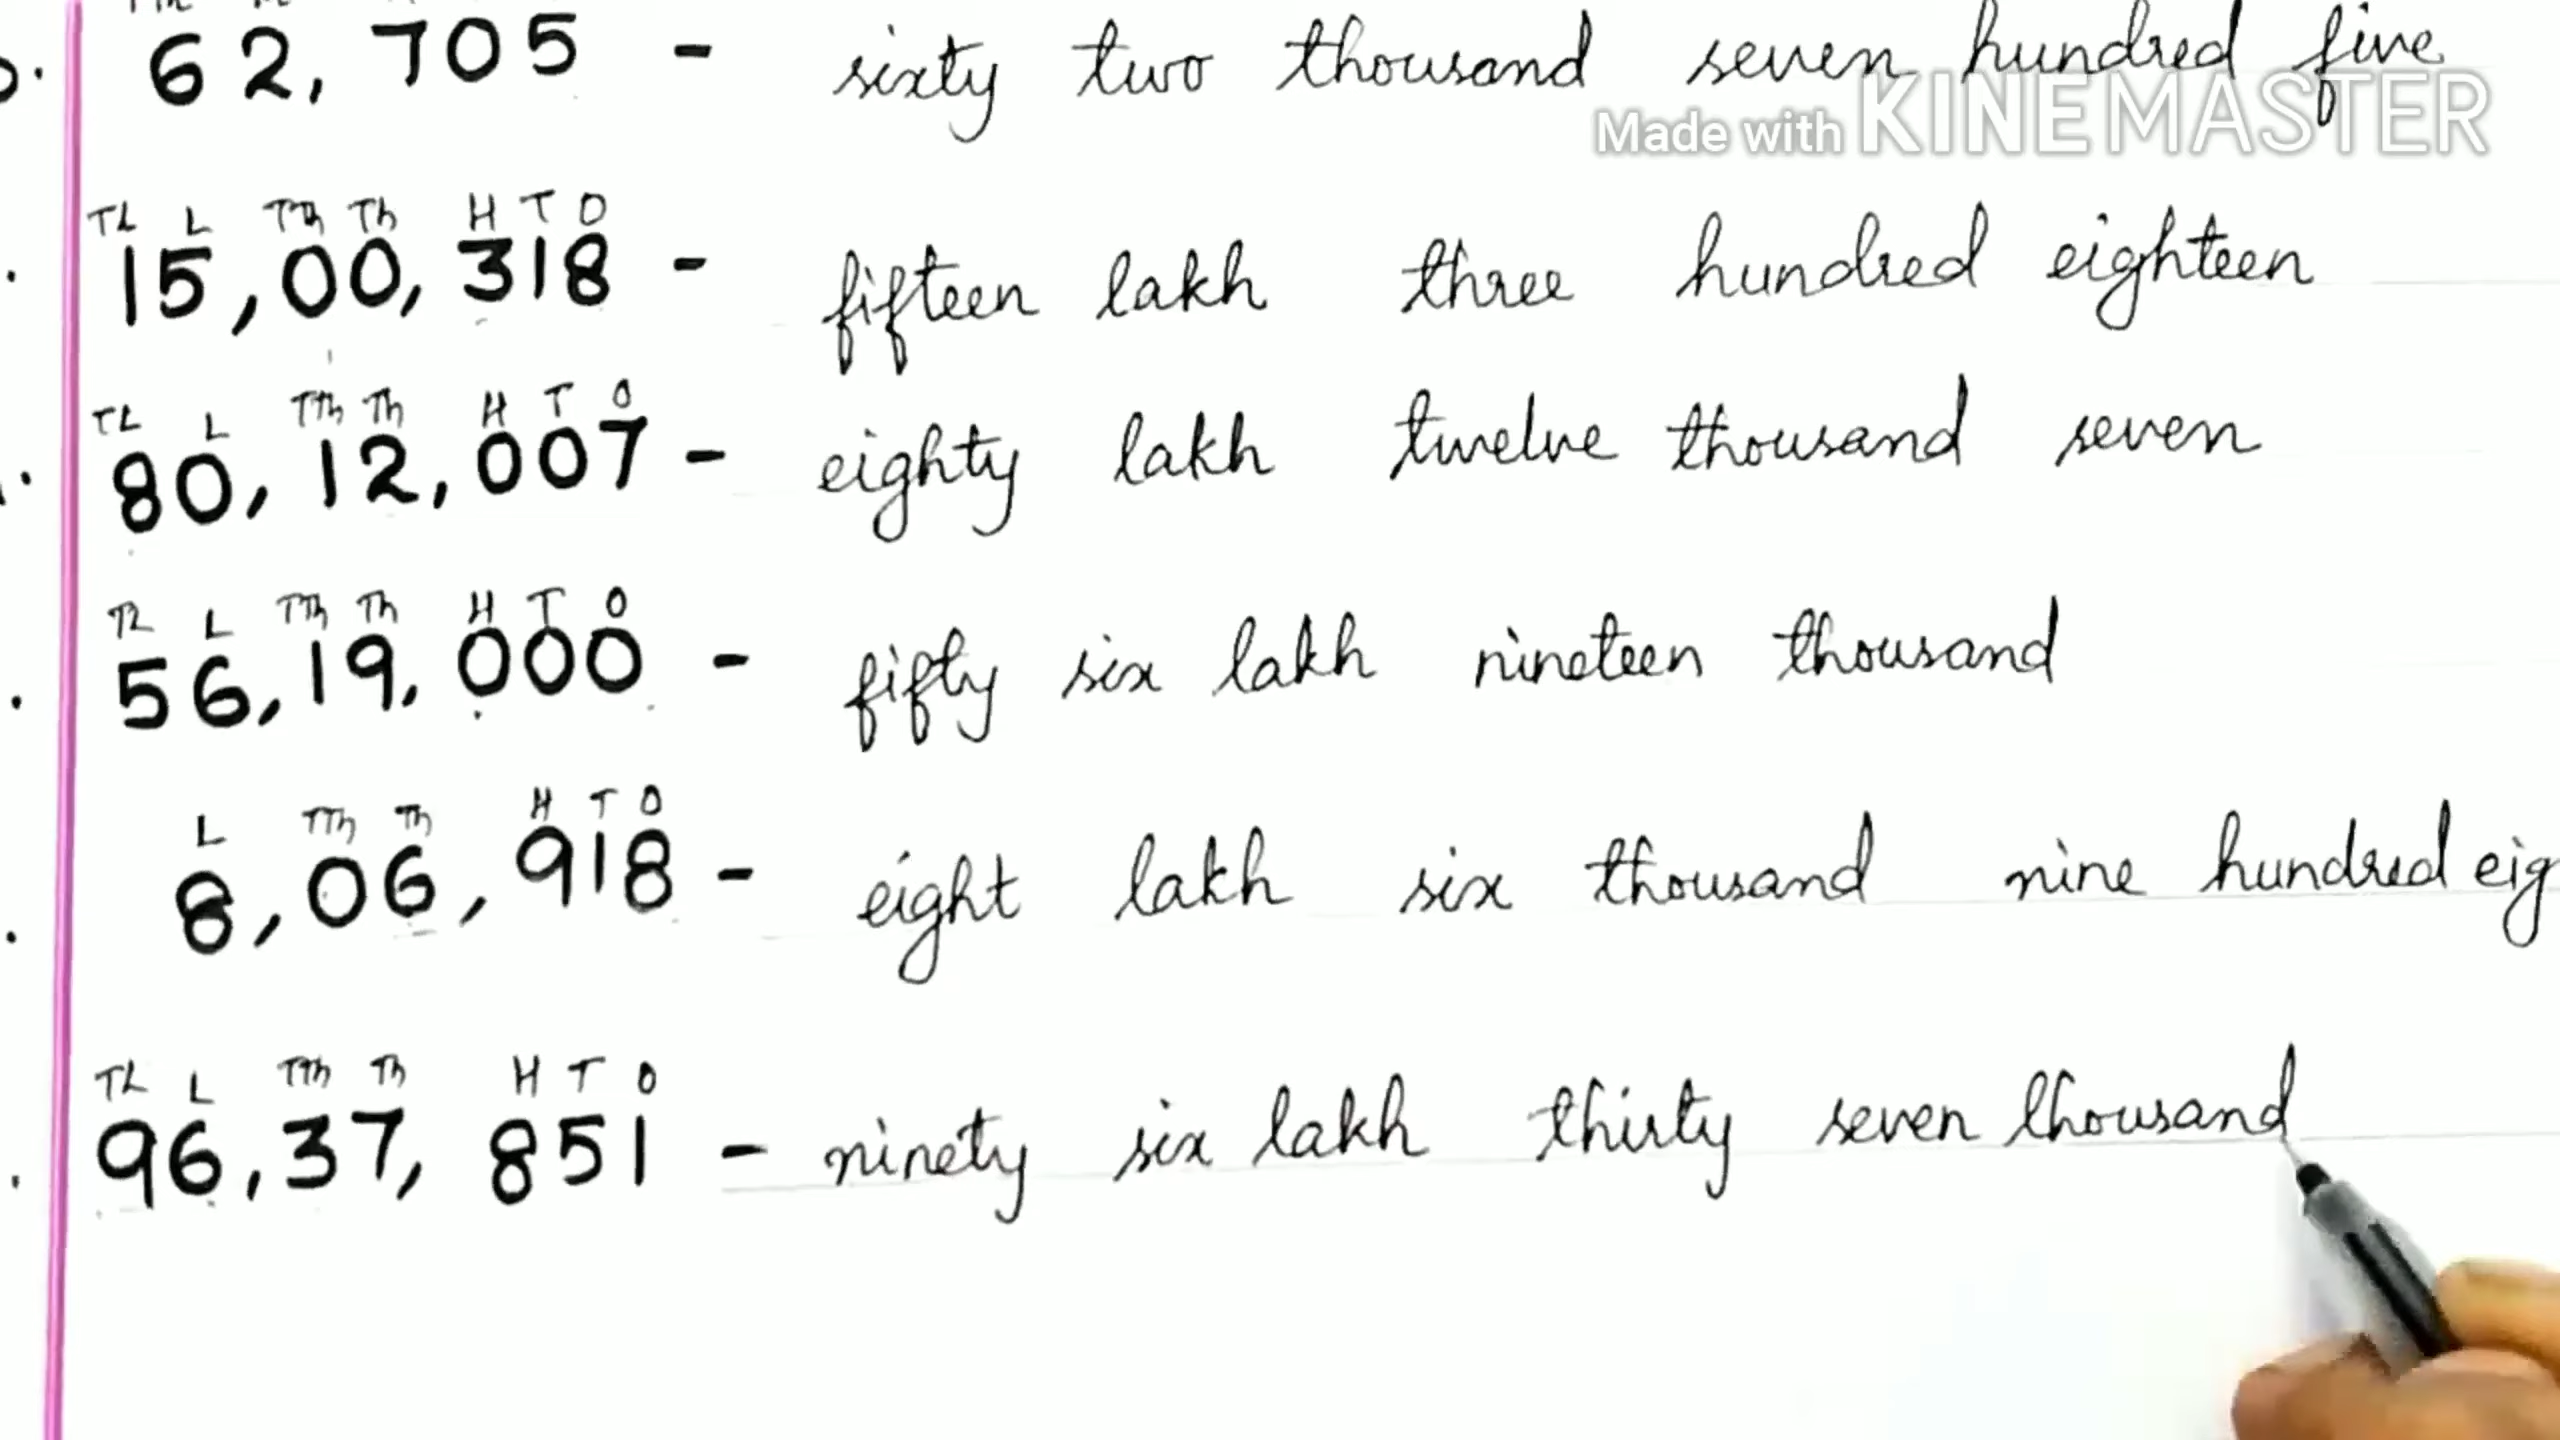 62,705 - sixty two thousand seven hundred five
Made with KINEMASTER
TL L TTh Th H T O
15,00,318 - fifteen lakh three hundred eighteen
TL L TTh Th H T O
80,12,007 - eighty lakh twelve thousand seven
TL L TTh Th H T O
56,19,000 - fifty six lakh nineteen thousand
L TTh Th H T O
8,06,918 - eight lakh six thousand nine hundred eig
TL L TTh Th H T O
96,37,851 - ninety six lakh thirty seven thousand